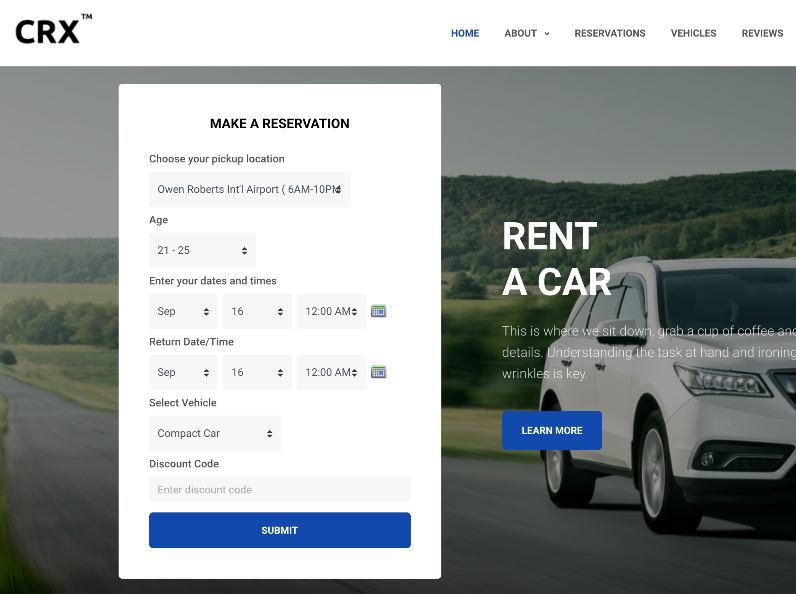 CRX™
HOME ABOUT RESERVATIONS VEHICLES REVIEWS
MAKE A RESERVATION
Choose your pickup location
Owen Roberts Int'l Airport ( 6AM-10PM
Age
21 - 25
Enter your dates and times
Sep 16 12:00 AM
Return Date/Time
Sep 16 12:00 AM
Select Vehicle
Compact Car
Discount Code
Enter discount code
SUBMIT
RENT
A CAR
This is where we sit down, grab a cup of coffee and
details. Understanding the task at hand and ironing
wrinkles is key.
LEARN MORE